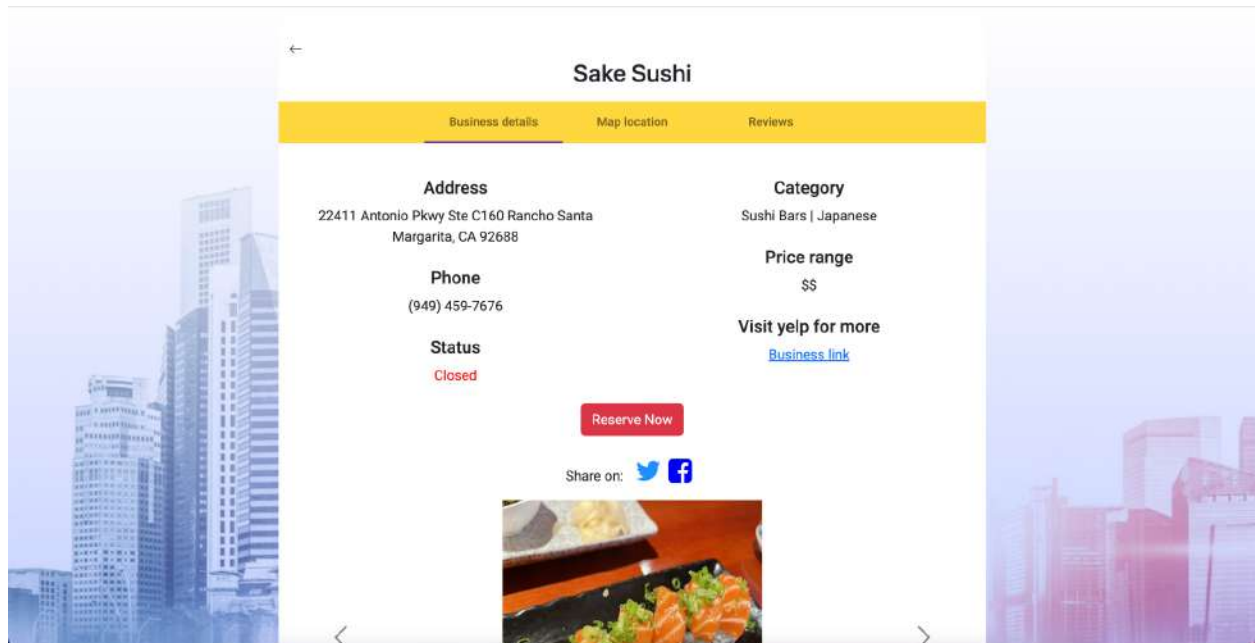 ←
Sake Sushi
Business details Map location Reviews
Address
22411 Antonio Pkwy Ste C160 Rancho Santa
Margarita, CA 92688
Phone
(949) 459-7676
Status
Closed
Category
Sushi Bars | Japanese
Price range
$$
Visit yelp for more
Business link
Reserve Now
Share on: